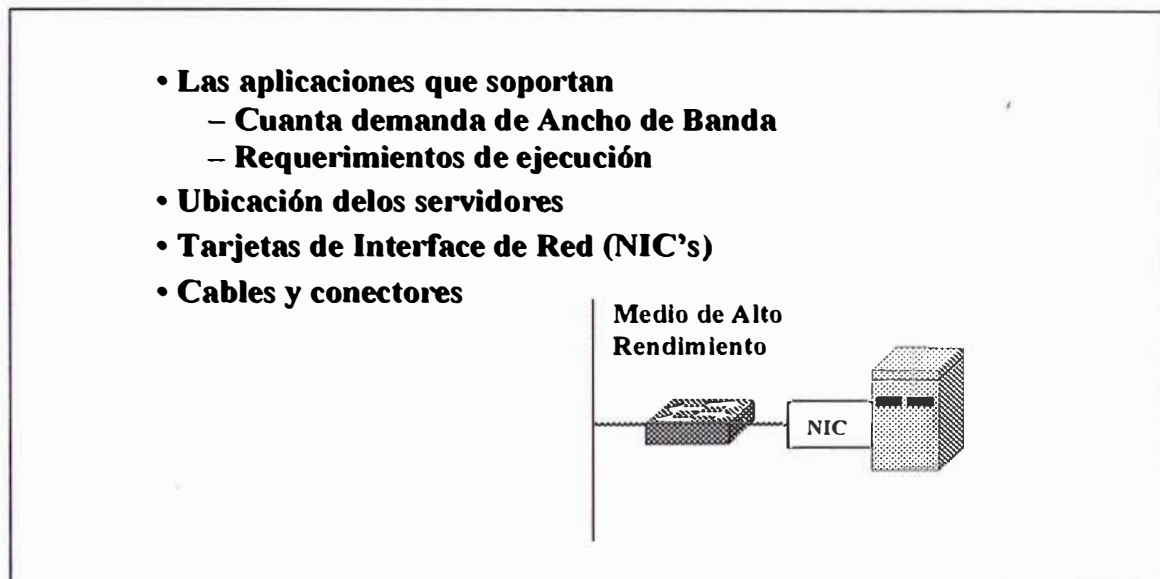 • Las aplicaciones que soportan
– Cuanta demanda de Ancho de Banda
– Requerimientos de ejecución
• Ubicación delos servidores
• Tarjetas de Interface de Red (NIC's)
• Cables y conectores
Medio de Alto
Rendimiento
NIC